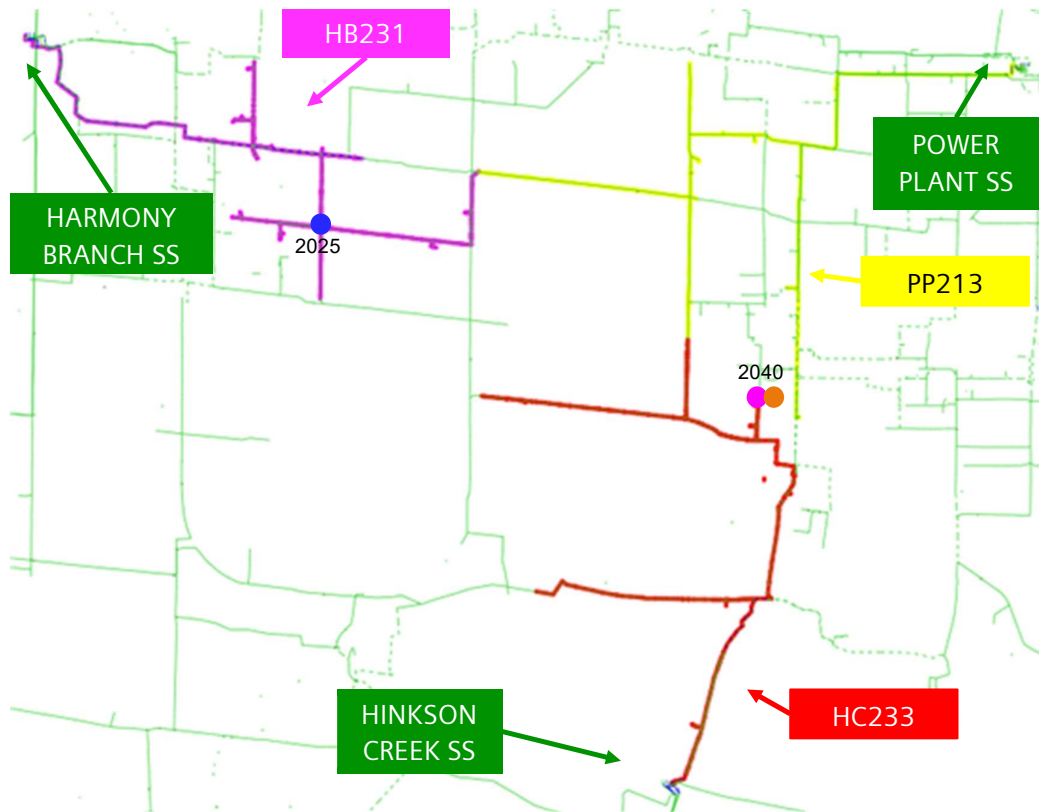 HB231
POWER
PLANT SS
HARMONY
BRANCH SS
2025
PP213
2040
HINKSON
CREEK SS
HC233